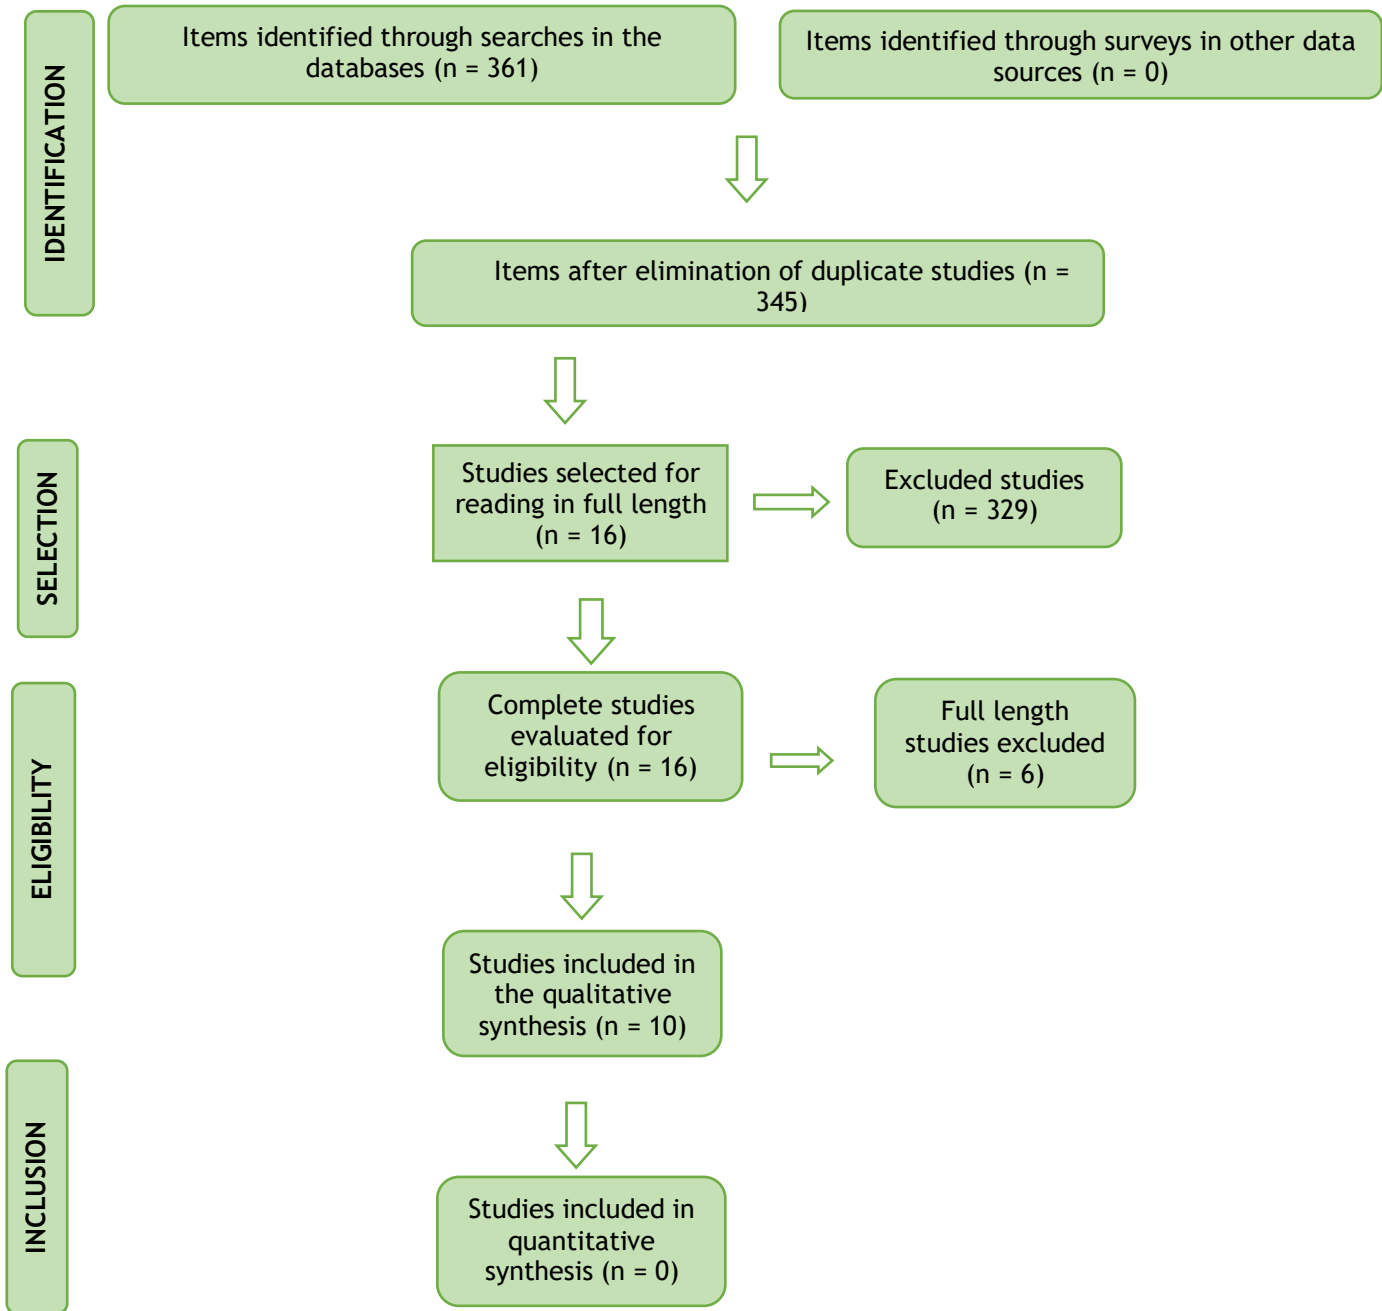 IDENTIFICATION
Items identified through searches in the
databases (n = 361)
Items identified through surveys in other data
sources (n = 0)
Items after elimination of duplicate studies (n =
345)
SELECTION
Studies selected for
reading in full length
(n = 16)
Excluded studies
(n = 329)
ELIGIBILITY
Complete studies
evaluated for
eligibility (n = 16)
Full length
studies excluded
(n = 6)
Studies included in
the qualitative
synthesis (n = 10)
INCLUSION
Studies included in
quantitative
synthesis (n = 0)